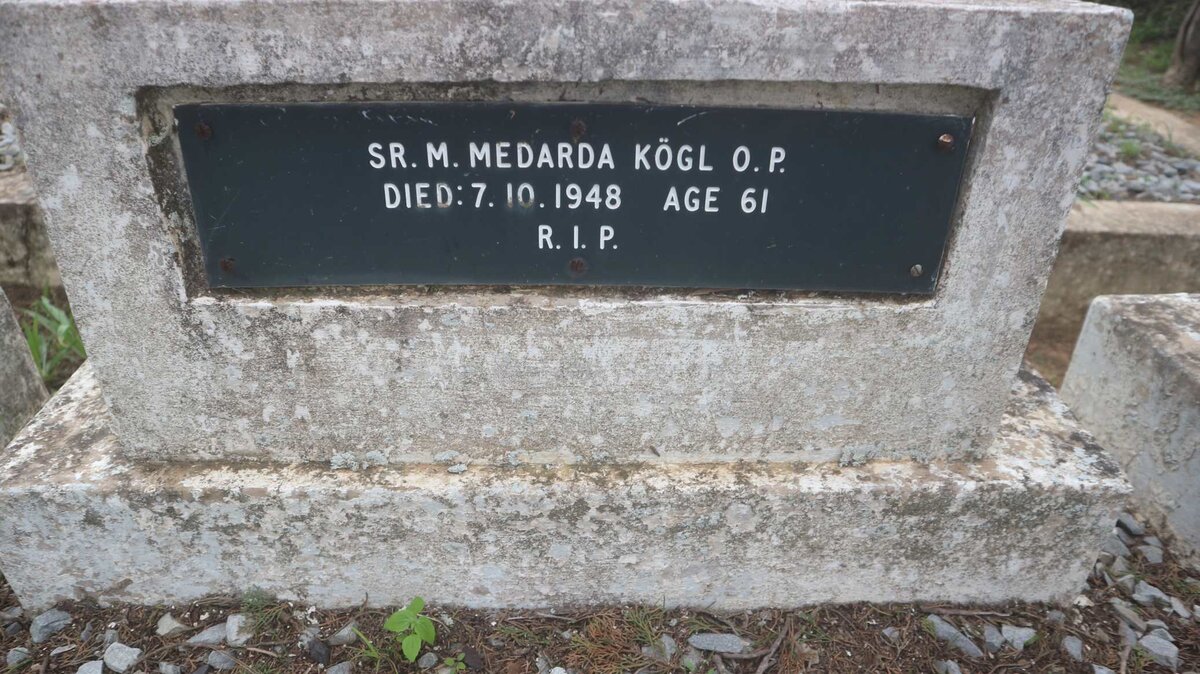 SR. M. MEDARDA KÖGL O.P.
DIED: 7. 10. 1948 AGE 61
R. I. P.